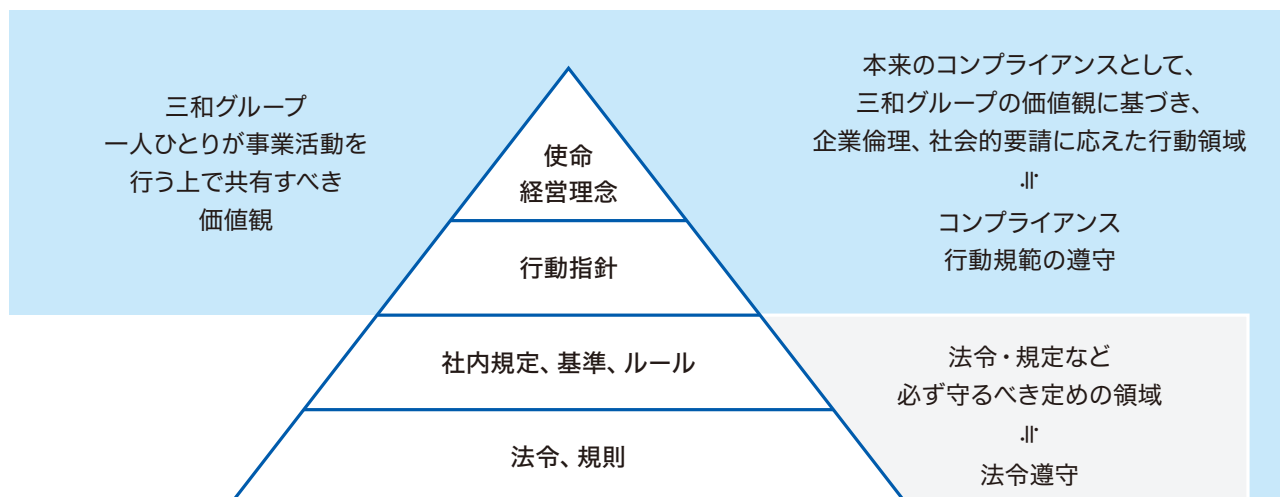 三和グループ
一人ひとりが事業活動を
行う上で共有すべき
価値観
使命
経営理念
行動指針
社内規定、基準、ルール
法令、規則
本来のコンプライアンスとして、
三和グループの価値観に基づき、
企業倫理、社会的要請に応えた行動領域
≒
コンプライアンス
行動規範の遵守
法令・規定など
必ず守るべき定めの領域
≒
法令遵守